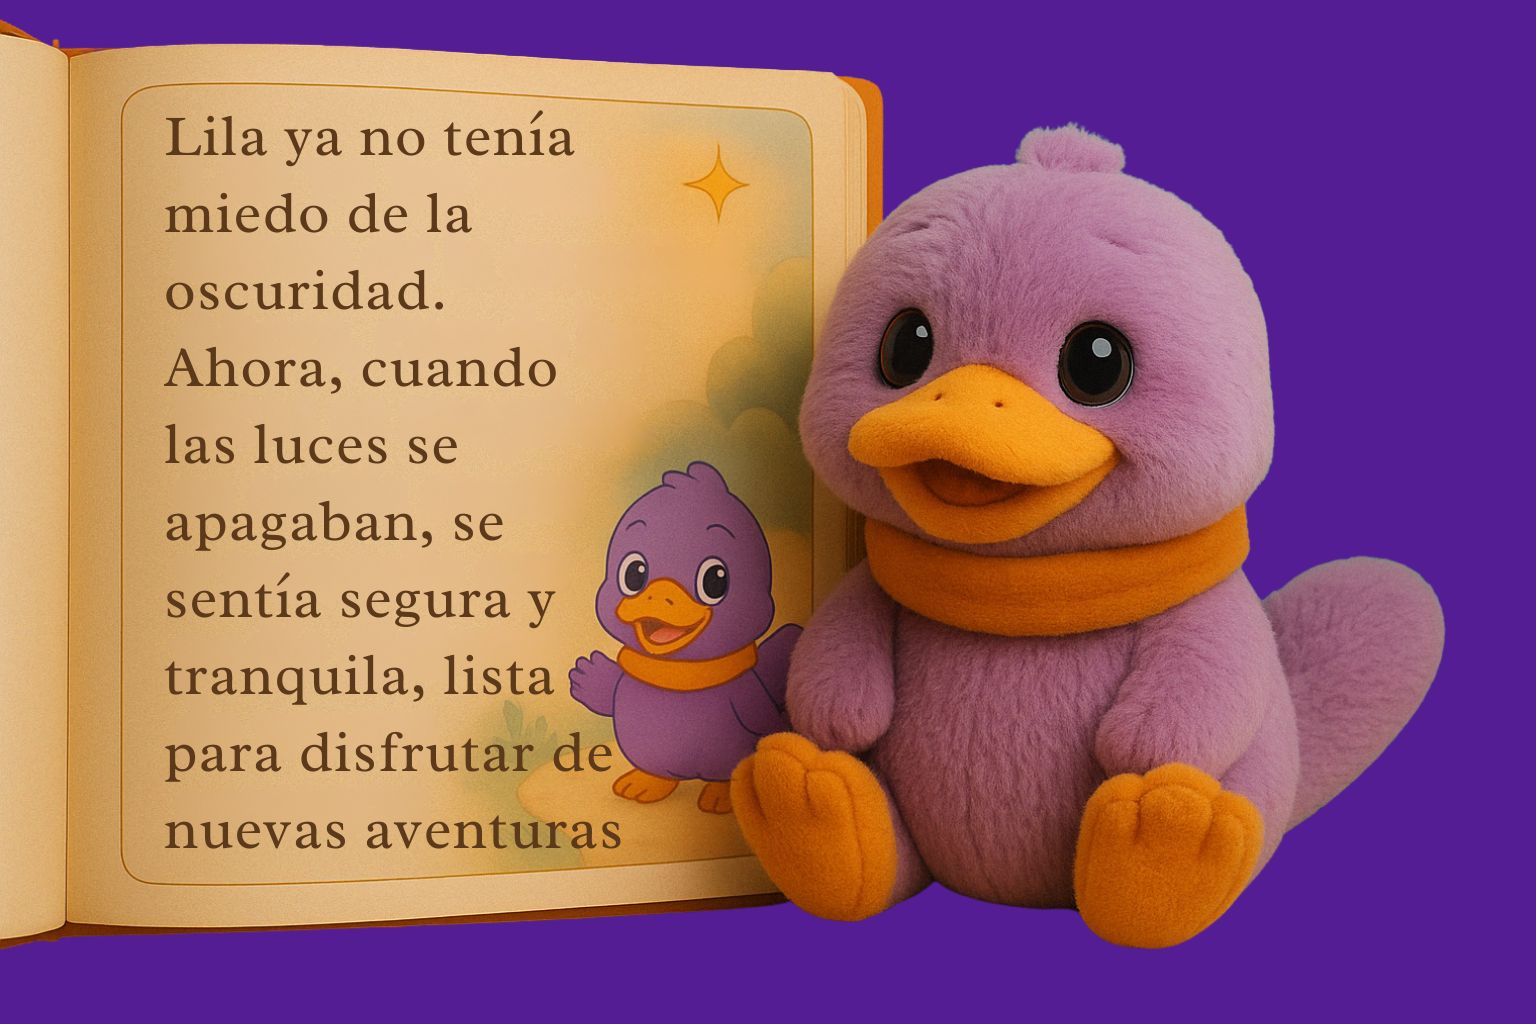 Lila ya no tenía
miedo de la
oscuridad.
Ahora, cuando
las luces se
apagaban, se
sentía segura y
tranquila, lista
para disfrutar de
nuevas aventuras